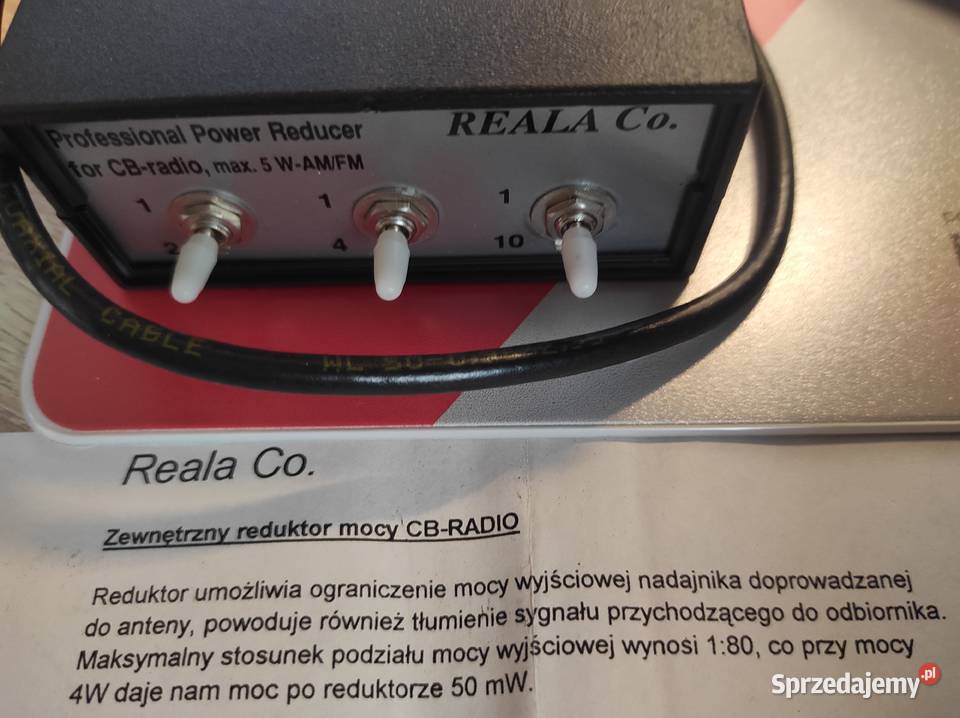 Professional Power Reducer
REALA Co.
for CB-radio, max. 5 W-AM/FM
1 1 1
2 4 10
COAXIAL CABLE
Reala Co.
Zewnętrzny reduktor mocy CB-RADIO
Reduktor umożliwia ograniczenie mocy wyjściowej nadajnika doprowadzanej
do anteny, powoduje również tłumienie sygnału przychodzącego do odbiornika.
Maksymalny stosunek podziału mocy wyjściowej wynosi 1:80, co przy mocy
4W daje nam moc po reduktorze 50 mW.
Sprzedajemy.pl